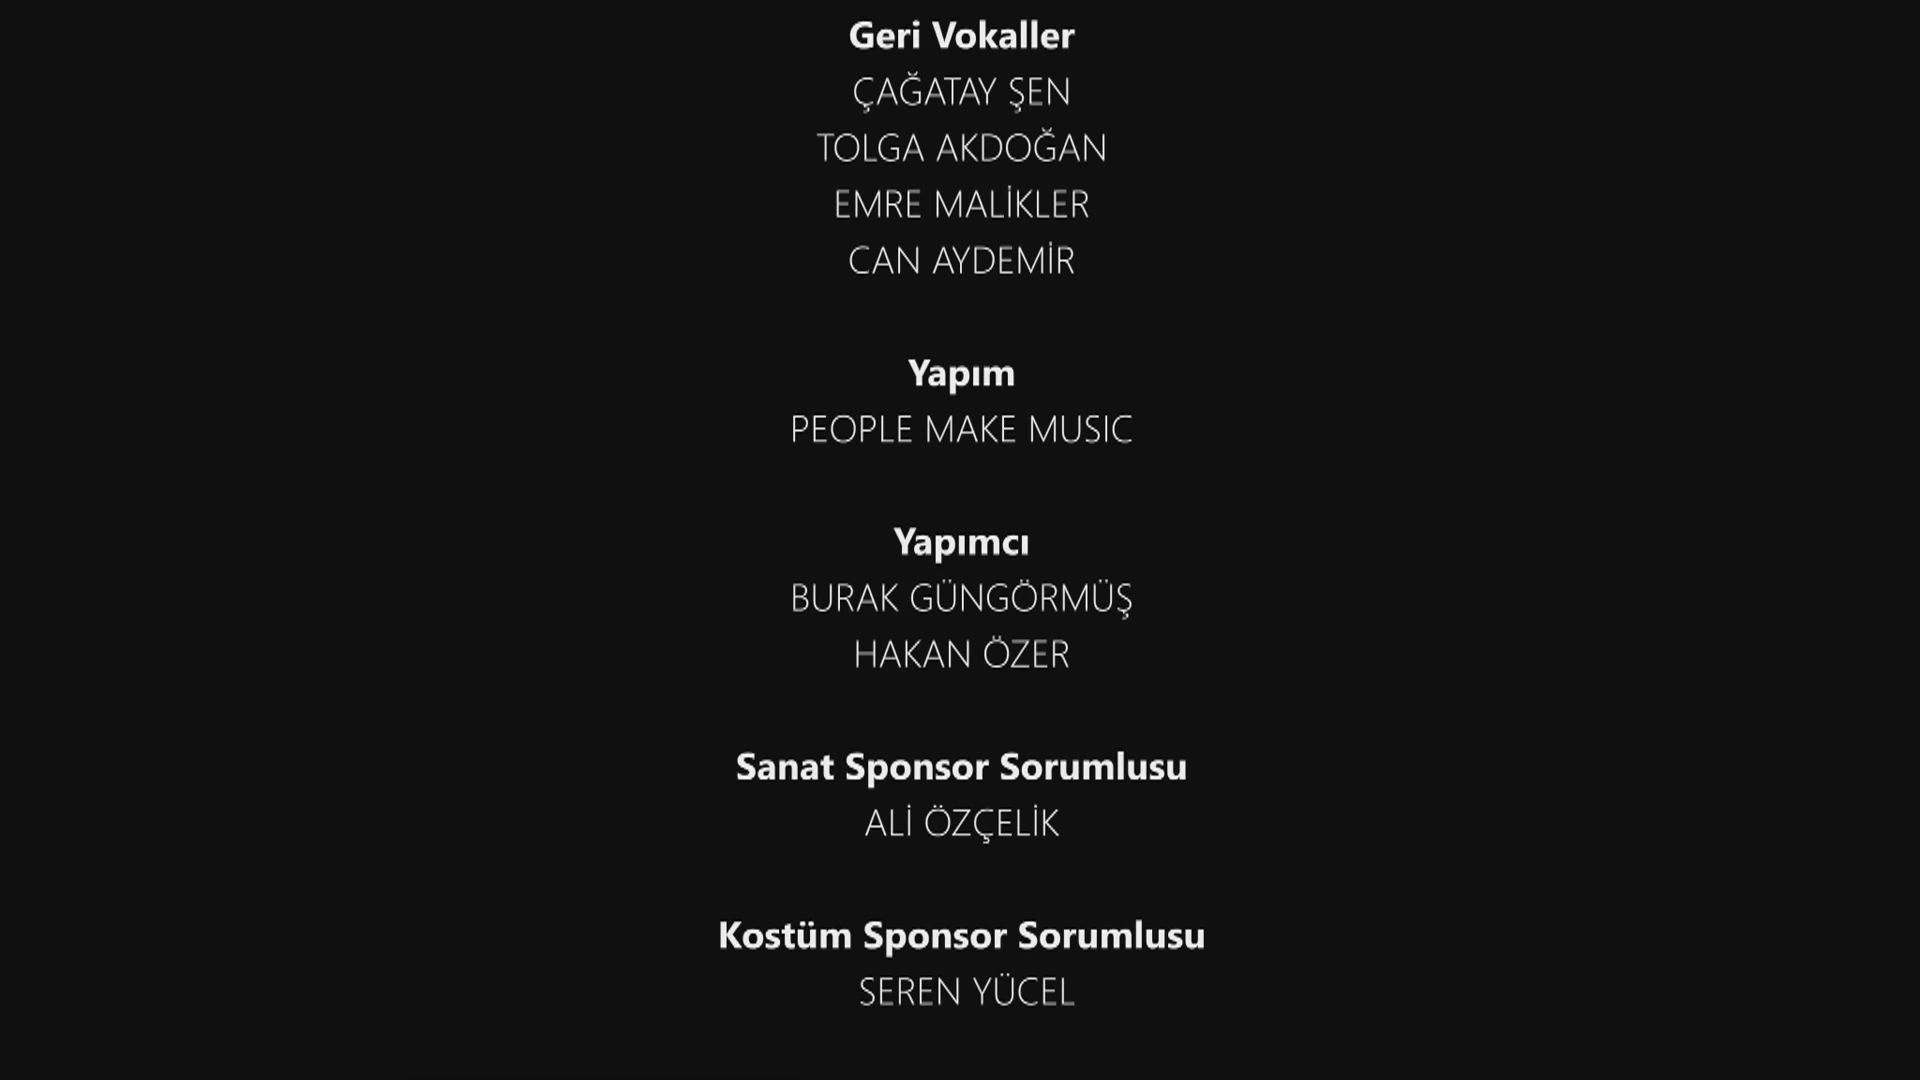 Geri Vokaller
ÇAĞATAY ŞEN
TOLGA AKDOĞAN
EMRE MALİKLER
CAN AYDEMİR
Yapım
PEOPLE MAKE MUSIC
Yapımcı
BURAK GÜNGÖRMÜŞ
HAKAN ÖZER
Sanat Sponsor Sorumlusu
ALİ ÖZÇELİK
Kostüm Sponsor Sorumlusu
SEREN YÜCEL